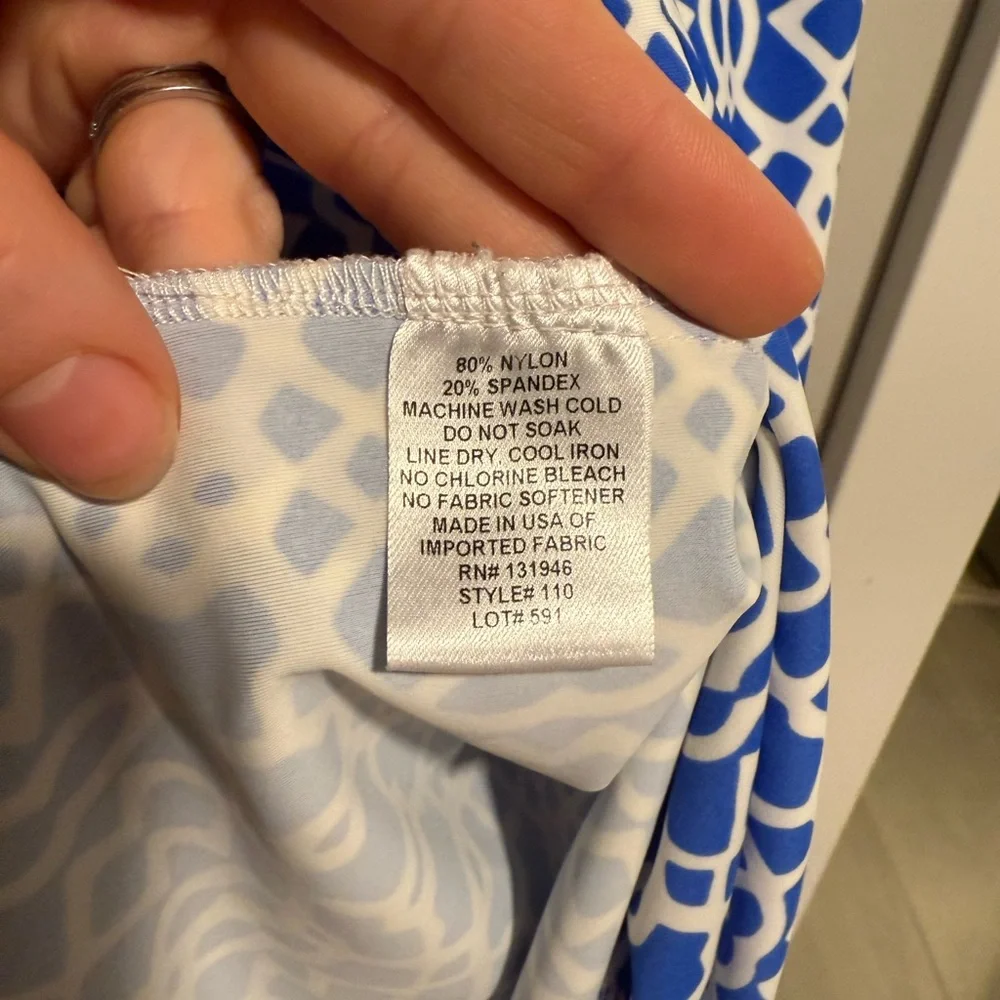 80% NYLON
20% SPANDEX
MACHINE WASH COLD
DO NOT SOAK
LINE DRY, COOL IRON
NO CHLORINE BLEACH
NO FABRIC SOFTENER
MADE IN USA OF
IMPORTED FABRIC
RN# 131946
STYLE# 110
LOT# 591